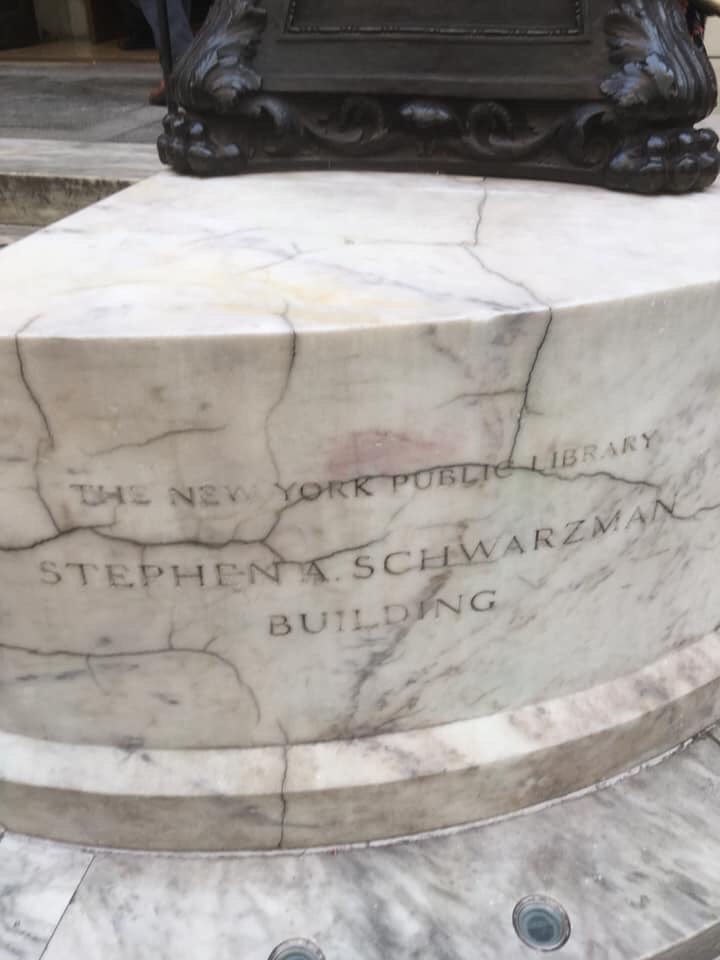 THE NEW YORK PUBLIC LIBRARY
STEPHEN A. SCHWARZMAN
BUILDING